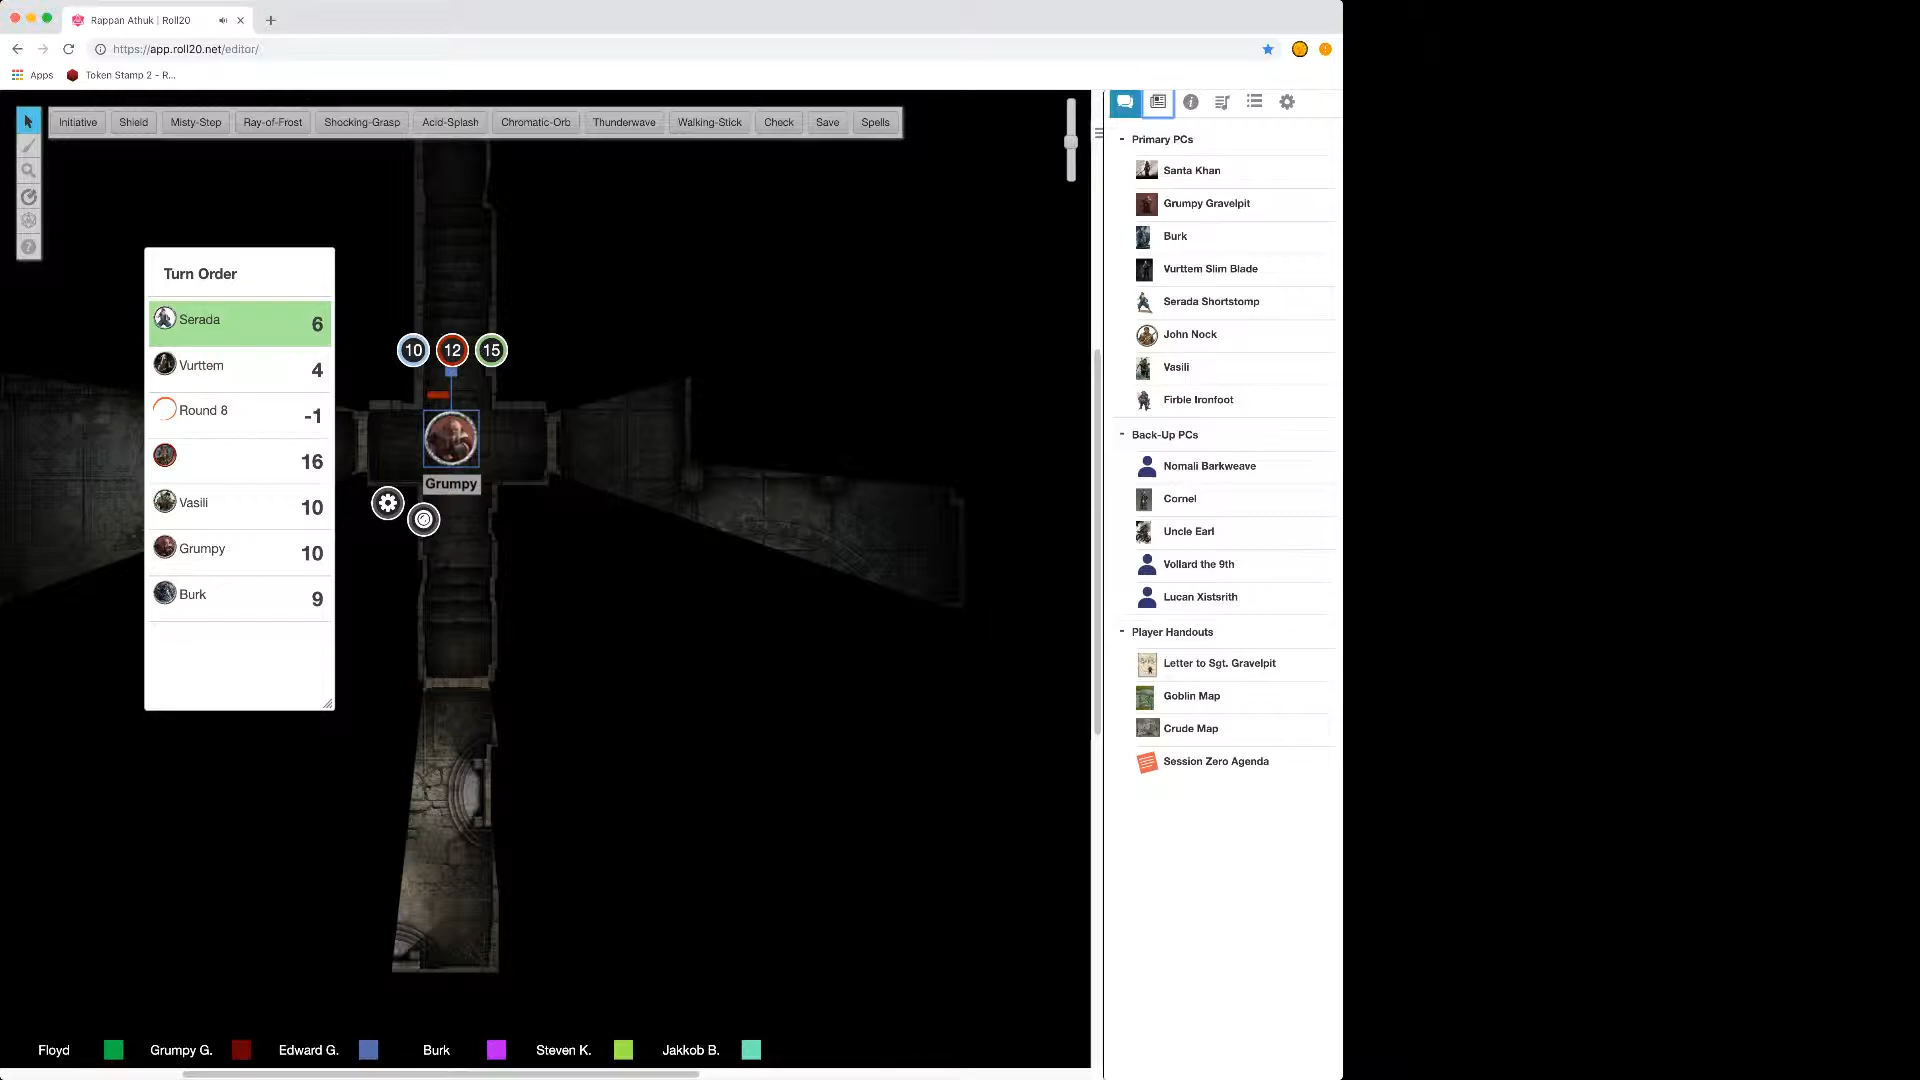 Rappan Athuk | Roll20
https://app.roll20.net/editor/
Apps
Token Stamp 2 - R...
Initiative
Shield
Misty-Step
Ray-of-Frost
Shocking-Grasp
Acid-Splash
Chromatic-Orb
Thunderwave
Walking-Stick
Check
Save
Spells
Turn Order
Serada 6
Vurttem 4
Round 8 -1
16
Vasili 10
Grumpy 10
Burk 9
10 12 15
Grumpy
Primary PCs
Santa Khan
Grumpy Gravelpit
Burk
Vurttem Slim Blade
Serada Shortstomp
John Nock
Vasili
Firble Ironfoot
Back-Up PCs
Nomali Barkweave
Cornel
Uncle Earl
Vollard the 9th
Lucan Xistsrith
Player Handouts
Letter to Sgt. Gravelpit
Goblin Map
Crude Map
Session Zero Agenda
Floyd
Grumpy G.
Edward G.
Burk
Steven K.
Jakkob B.